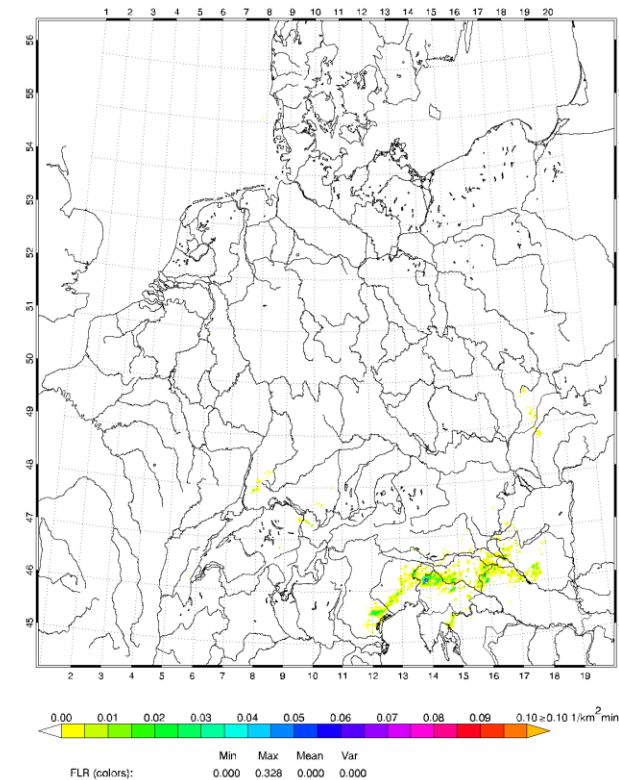 1 2 3 4 5 6 7 8 9 10 11 12 13 14 15 16 17 18 19 20
56
55
54
53
52
51
50
49
48
47
46
45
2 3 4 5 6 7 8 9 10 11 12 13 14 15 16 17 18 19
0.00 0.01 0.02 0.03 0.04 0.05 0.06 0.07 0.08 0.09 0.10 ≥0.10 1/km² min
Min Max Mean Var
FLR (colors): 0.000 0.328 0.000 0.000